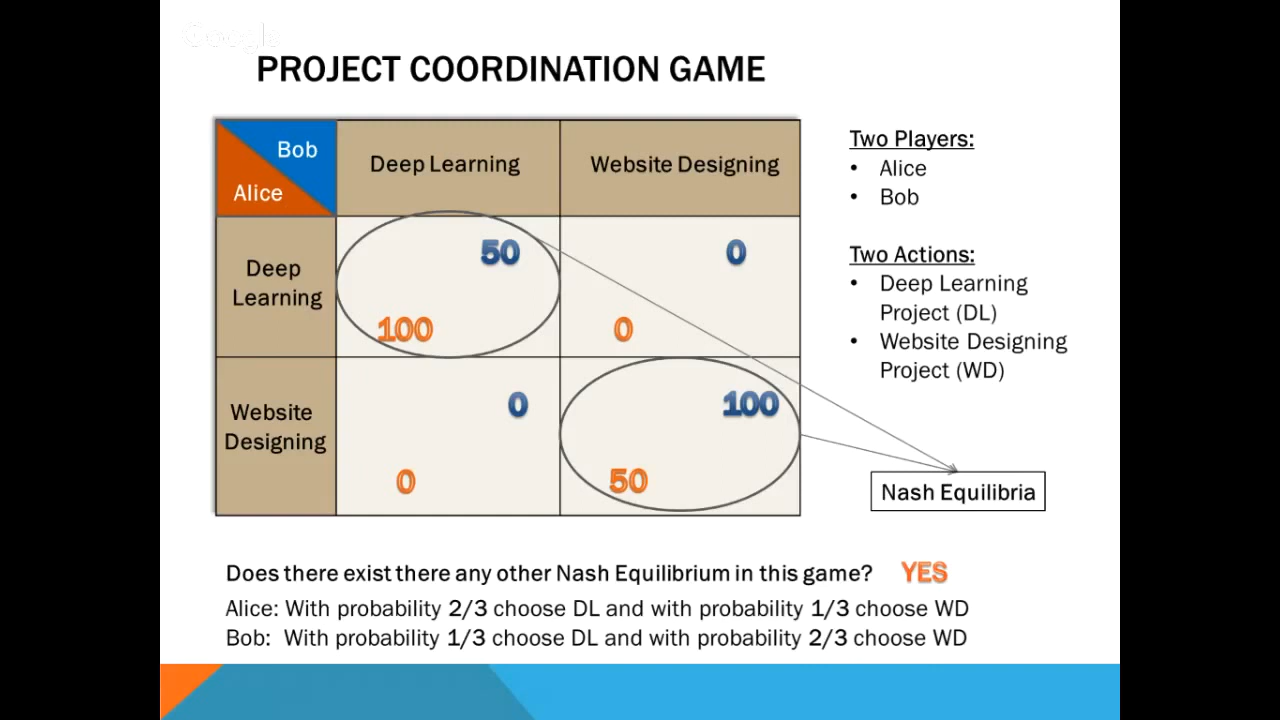 Google
PROJECT COORDINATION GAME
Bob
Alice
Deep Learning
Website Designing
Deep
Learning
50
100
0
0
Website
Designing
0
0
100
50
Two Players:
• Alice
• Bob
Two Actions:
• Deep Learning
Project (DL)
• Website Designing
Project (WD)
Nash Equilibria
Does there exist there any other Nash Equilibrium in this game? YES
Alice: With probability 2/3 choose DL and with probability 1/3 choose WD
Bob: With probability 1/3 choose DL and with probability 2/3 choose WD